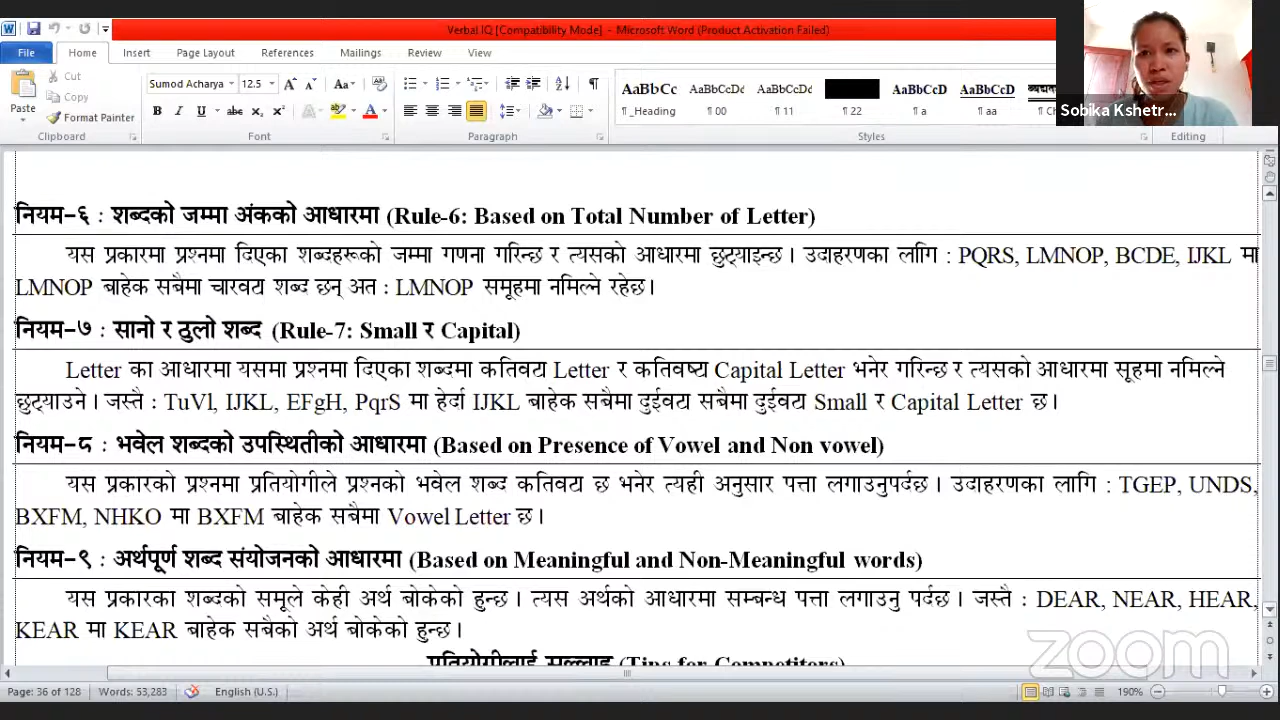 Verbal IQ [Compatibility Mode] - Microsoft Word (Product Activation Failed)
File Home Insert Page Layout References Mailings Review View
Cut
Copy
Format Painter
Paste
Sumod Acharya 12.5
AaBbCc AaBbCcDc AaBbCcDc AaBbCcD AaBbCcD
¶ _Heading ¶ 00 ¶ 11 ¶ 22 ¶ a ¶ aa
Clipboard Font Paragraph Styles Editing
Sobika Kshetr...
नियम-६ : शब्दको जम्मा अंकको आधारमा (Rule-6: Based on Total Number of Letter)
यस प्रकारमा प्रश्नमा दिएका शब्दहरूको जम्मा गणना गरिन्छ र त्यसको आधारमा छुट्याइन्छ । उदाहरणका लागि : PQRS, LMNOP, BCDE, IJKL मा
LMNOP बाहेक सबैमा चारवटा शब्द छन् अत : LMNOP समूहमा नमिल्ने रहेछ।
नियम-७ : सानो र ठुलो शब्द (Rule-7: Small र Capital)
Letter का आधारमा यसमा प्रश्नमा दिएका शब्दमा कतिवटा Letter र कतिवष्टा Capital Letter भनेर गरिन्छ र त्यसको आधारमा सूहमा नमिल्ने
छुट्याउने । जस्तै : TuVl, IJKL, EFgH, PqrS मा हेर्दा IJKL बाहेक सबैमा दुईवटा सबैमा दुईवटा Small र Capital Letter छ।
नियम-८ : भवेल शब्दको उपस्थितीको आधारमा (Based on Presence of Vowel and Non vowel)
यस प्रकारको प्रश्नमा प्रतियोगीले प्रश्नको भवेल शब्द कतिवटा छ भनेर त्यही अनुसार पत्ता लगाउनुपर्दछ । उदाहरणका लागि : TGEP, UNDS,
BXFM, NHKO मा BXFM बाहेक सबैमा Vowel Letter छ।
नियम-९ : अर्थपूर्ण शब्द संयोजनको आधारमा (Based on Meaningful and Non-Meaningful words)
यस प्रकारका शब्दको समूले केही अर्थ बोकेको हुन्छ । त्यस अर्थको आधारमा सम्बन्ध पत्ता लगाउनु पर्दछ । जस्तै : DEAR, NEAR, HEAR,
KEAR मा KEAR बाहेक सबैको अर्थ बोकेको हुन्छ।
प्रतियोगीलाई सल्लाह (Tips for Competitors)
zoom
Page: 36 of 128 Words: 53,283 English (U.S.) 190%